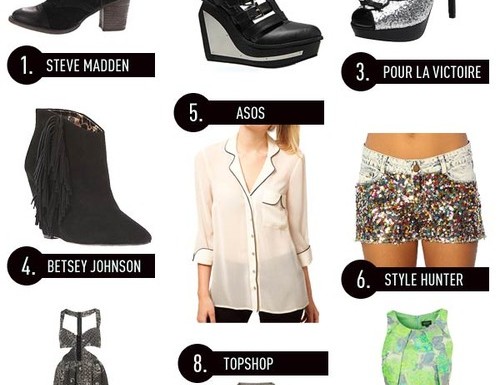 1. STEVE MADDEN
5. ASOS
3. POUR LA VICTOIRE
4. BETSEY JOHNSON
6. STYLE HUNTER
8. TOPSHOP